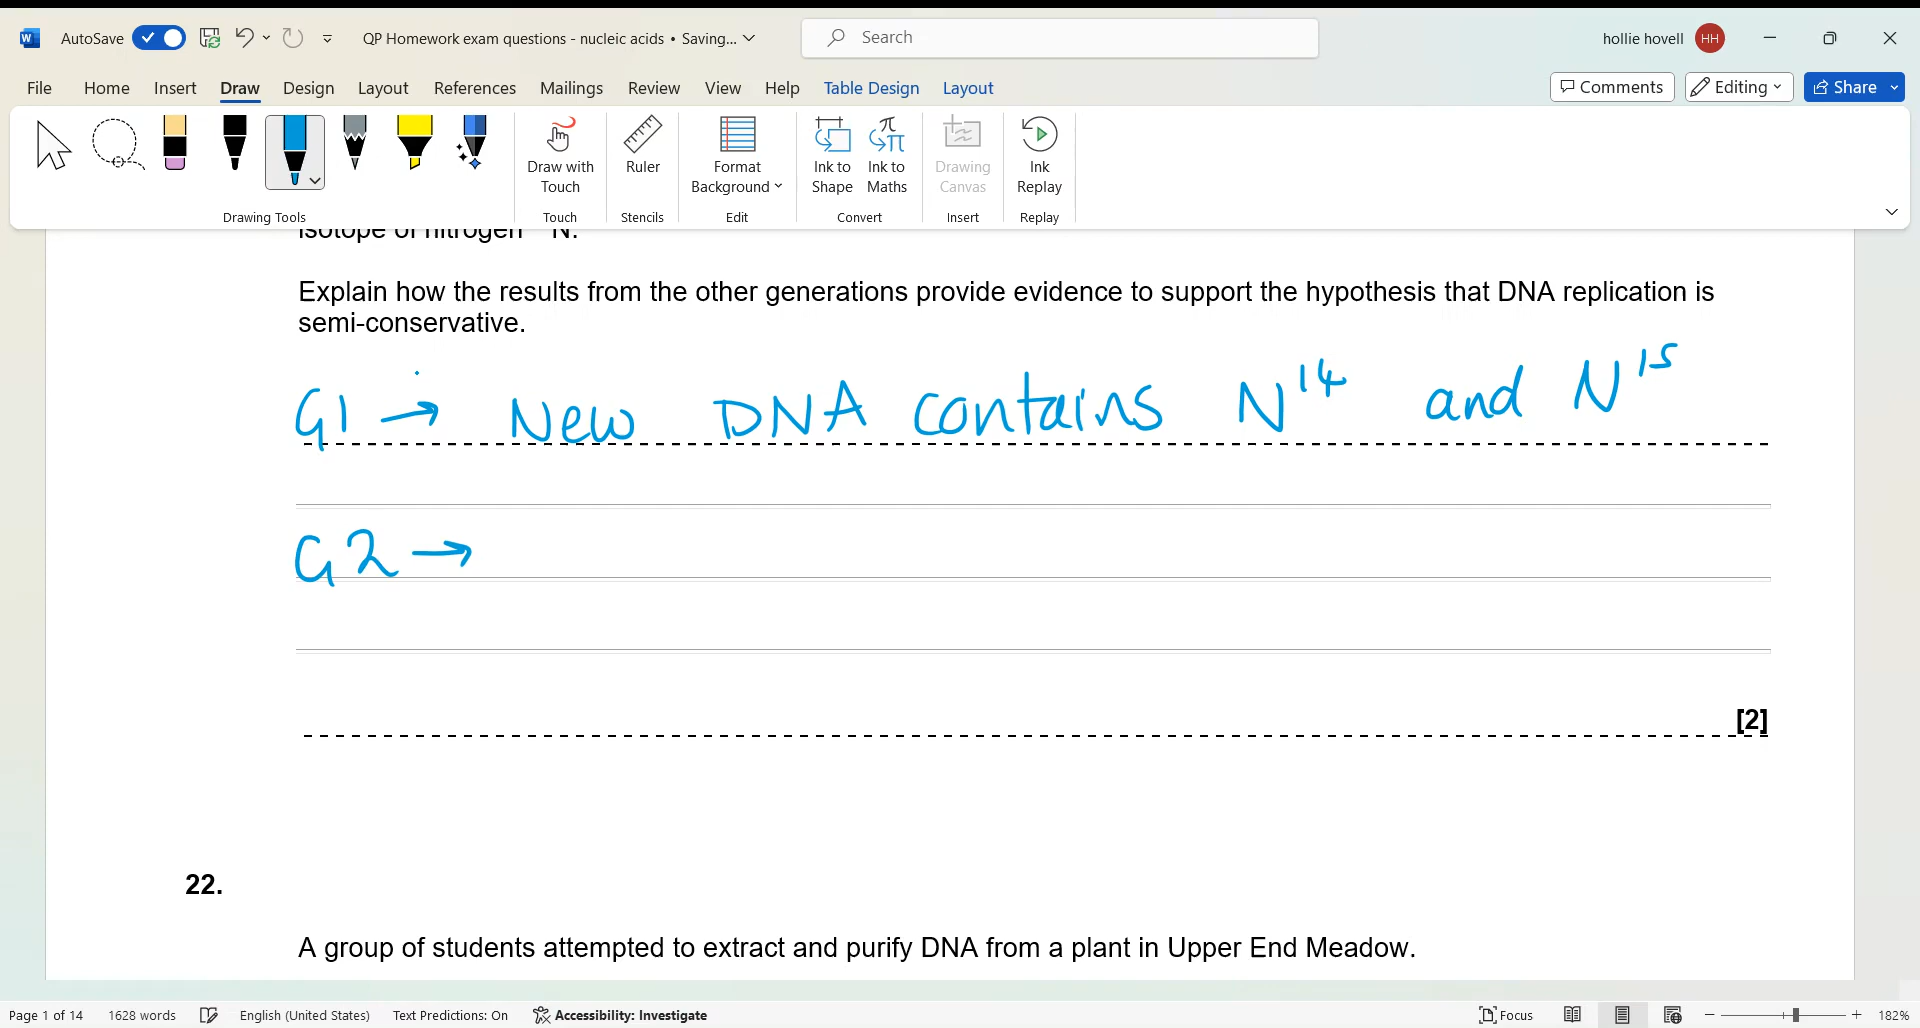 AutoSave
QP Homework exam questions - nucleic acids • Saving...
Search
hollie hovell HH
File Home Insert Draw Design Layout References Mailings Review View Help Table Design Layout
Comments Editing Share
Draw with Touch
Ruler
Format Background
Ink to Shape
Ink to Maths
Drawing Canvas
Ink Replay
Drawing Tools Touch Stencils Edit Convert Insert Replay
isotope of nitrogen N.
Explain how the results from the other generations provide evidence to support the hypothesis that DNA replication is
semi-conservative.
G1 → New DNA contains N¹⁴ and N¹⁵
G2 →
[2]
22.
A group of students attempted to extract and purify DNA from a plant in Upper End Meadow.
Page 1 of 14 1628 words English (United States) Text Predictions: On Accessibility: Investigate Focus 182%